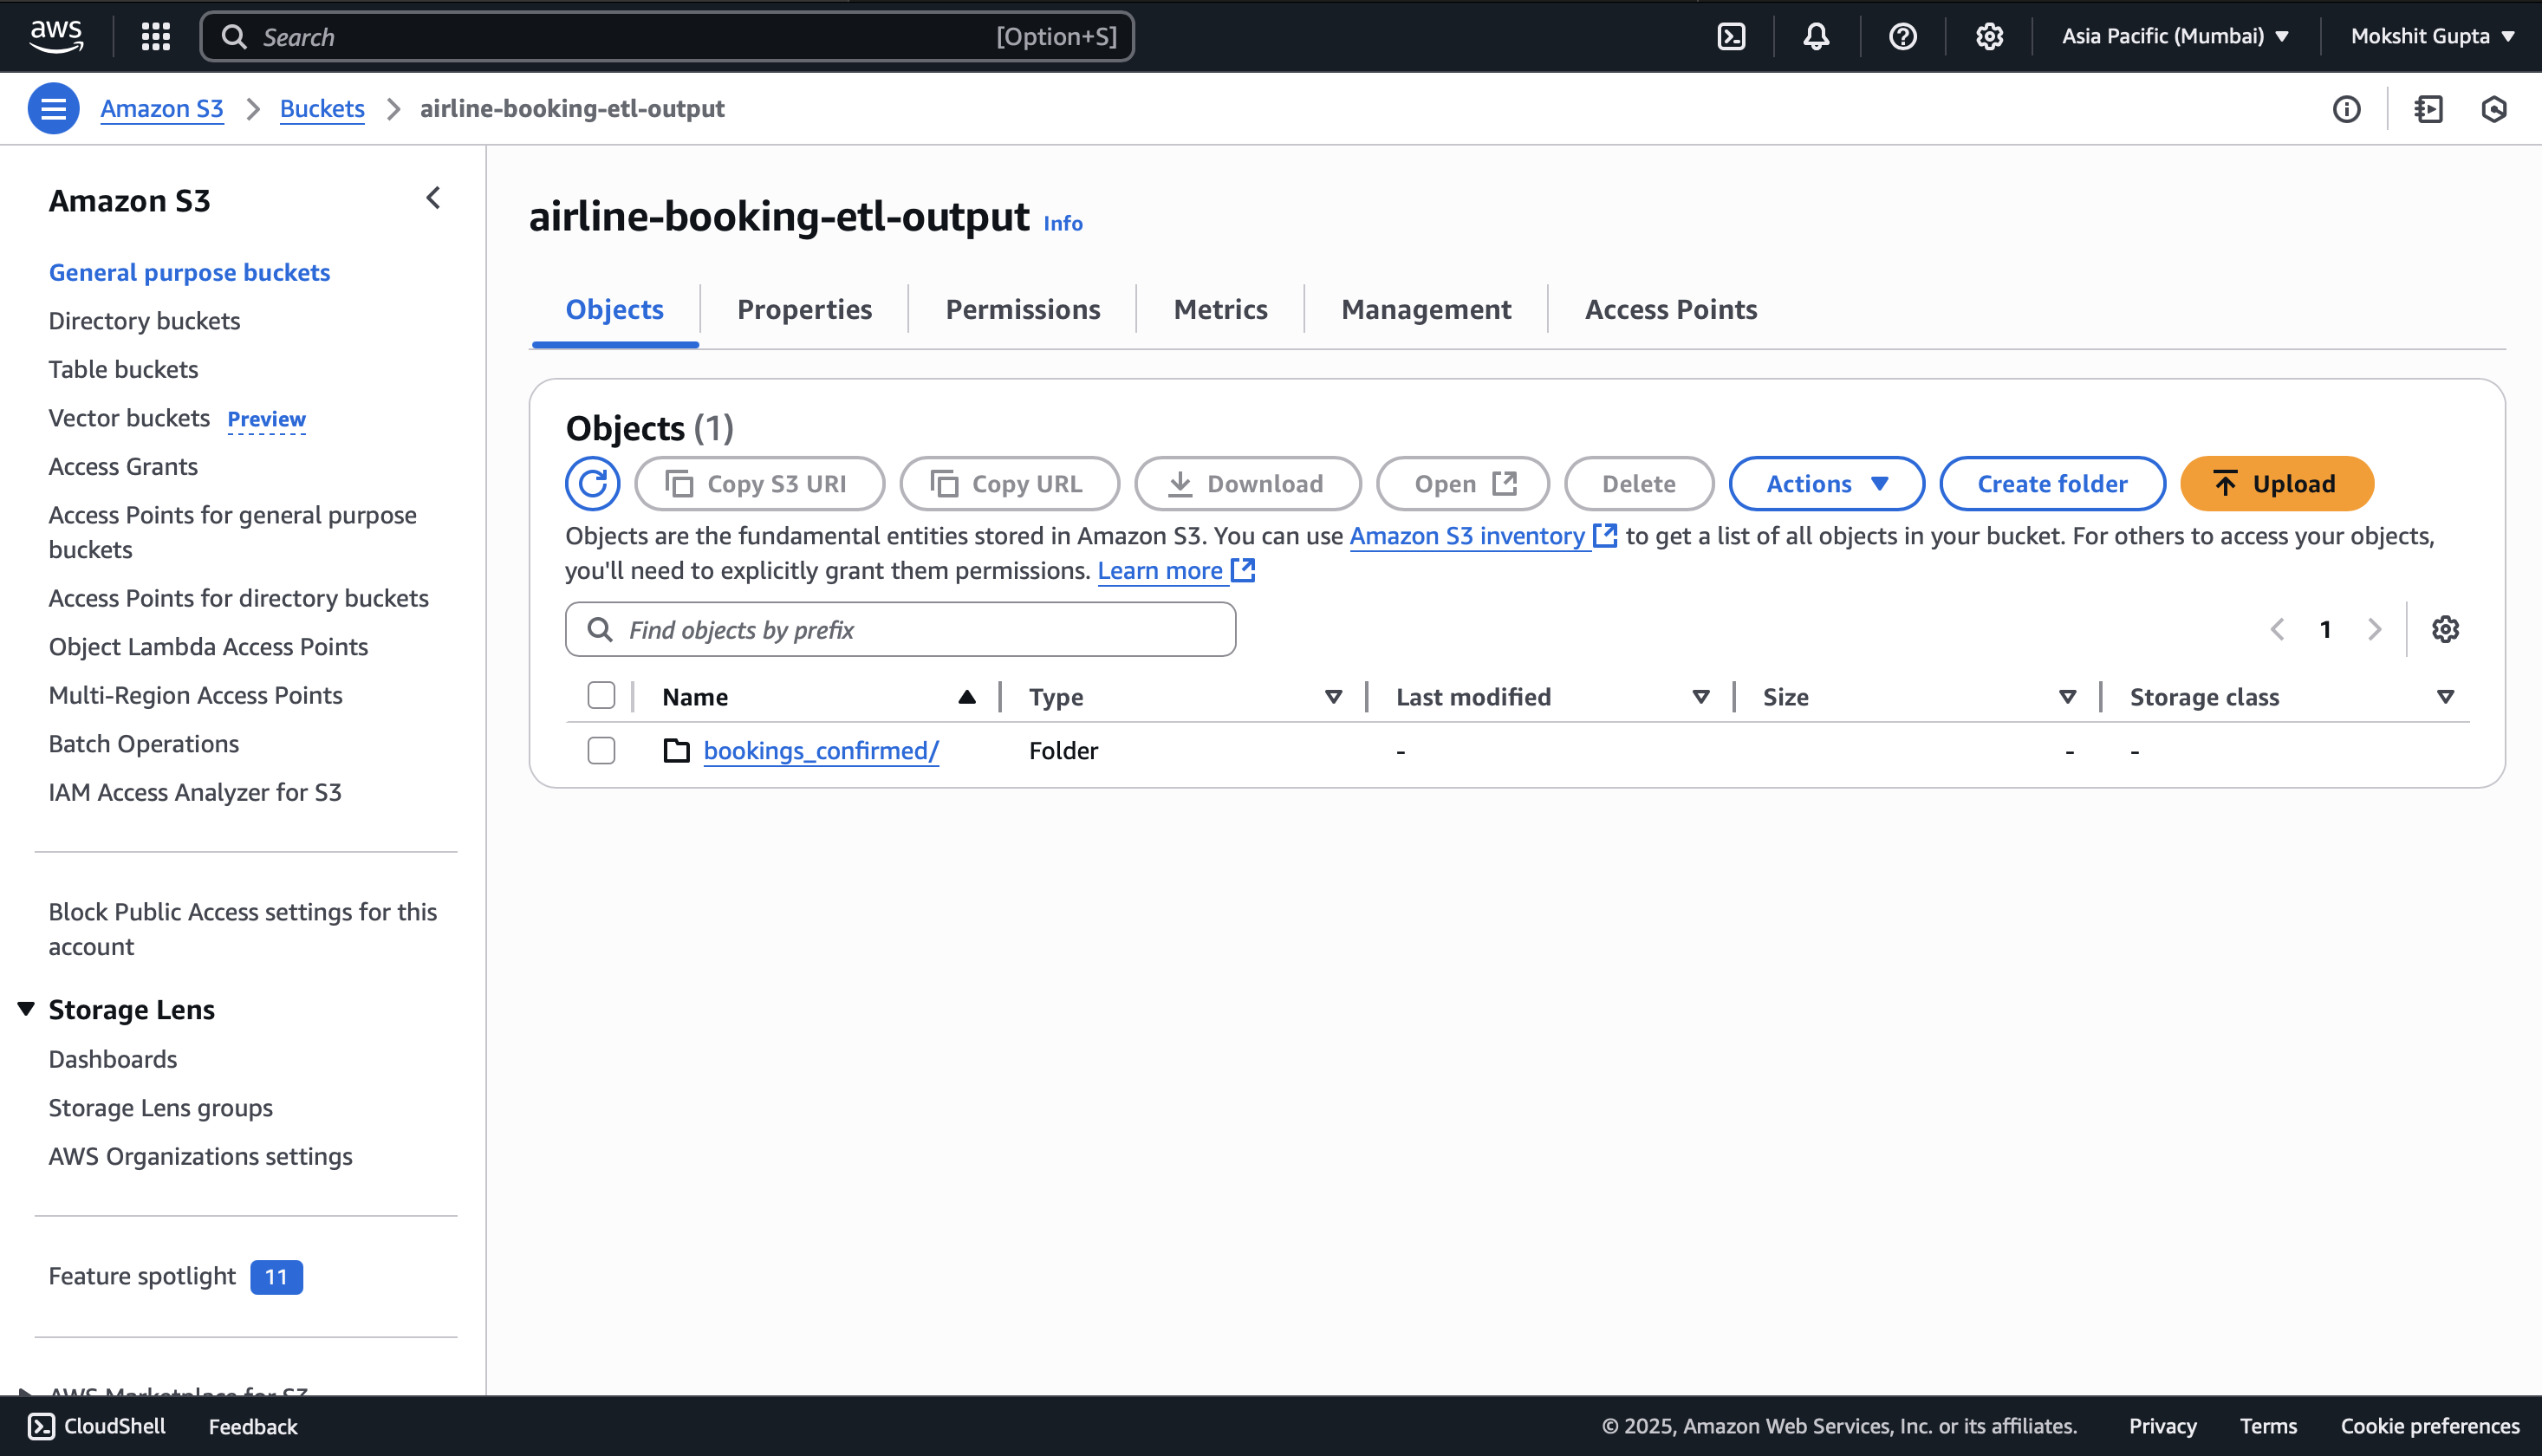 aws
Search [Option+S]
Asia Pacific (Mumbai)
Mokshit Gupta
Amazon S3
Buckets
airline-booking-etl-output
Amazon S3
General purpose buckets
Directory buckets
Table buckets
Vector buckets Preview
Access Grants
Access Points for general purpose
buckets
Access Points for directory buckets
Object Lambda Access Points
Multi-Region Access Points
Batch Operations
IAM Access Analyzer for S3
Block Public Access settings for this
account
Storage Lens
Dashboards
Storage Lens groups
AWS Organizations settings
Feature spotlight 11
AWS Marketplace for S3
airline-booking-etl-output Info
Objects Properties Permissions Metrics Management Access Points
Objects (1)
Copy S3 URI Copy URL Download Open Delete Actions Create folder Upload
Objects are the fundamental entities stored in Amazon S3. You can use Amazon S3 inventory to get a list of all objects in your bucket. For others to access your objects,
you'll need to explicitly grant them permissions. Learn more
Find objects by prefix
1
Name Type Last modified Size Storage class
bookings_confirmed/ Folder - - -
CloudShell Feedback
© 2025, Amazon Web Services, Inc. or its affiliates. Privacy Terms Cookie preferences